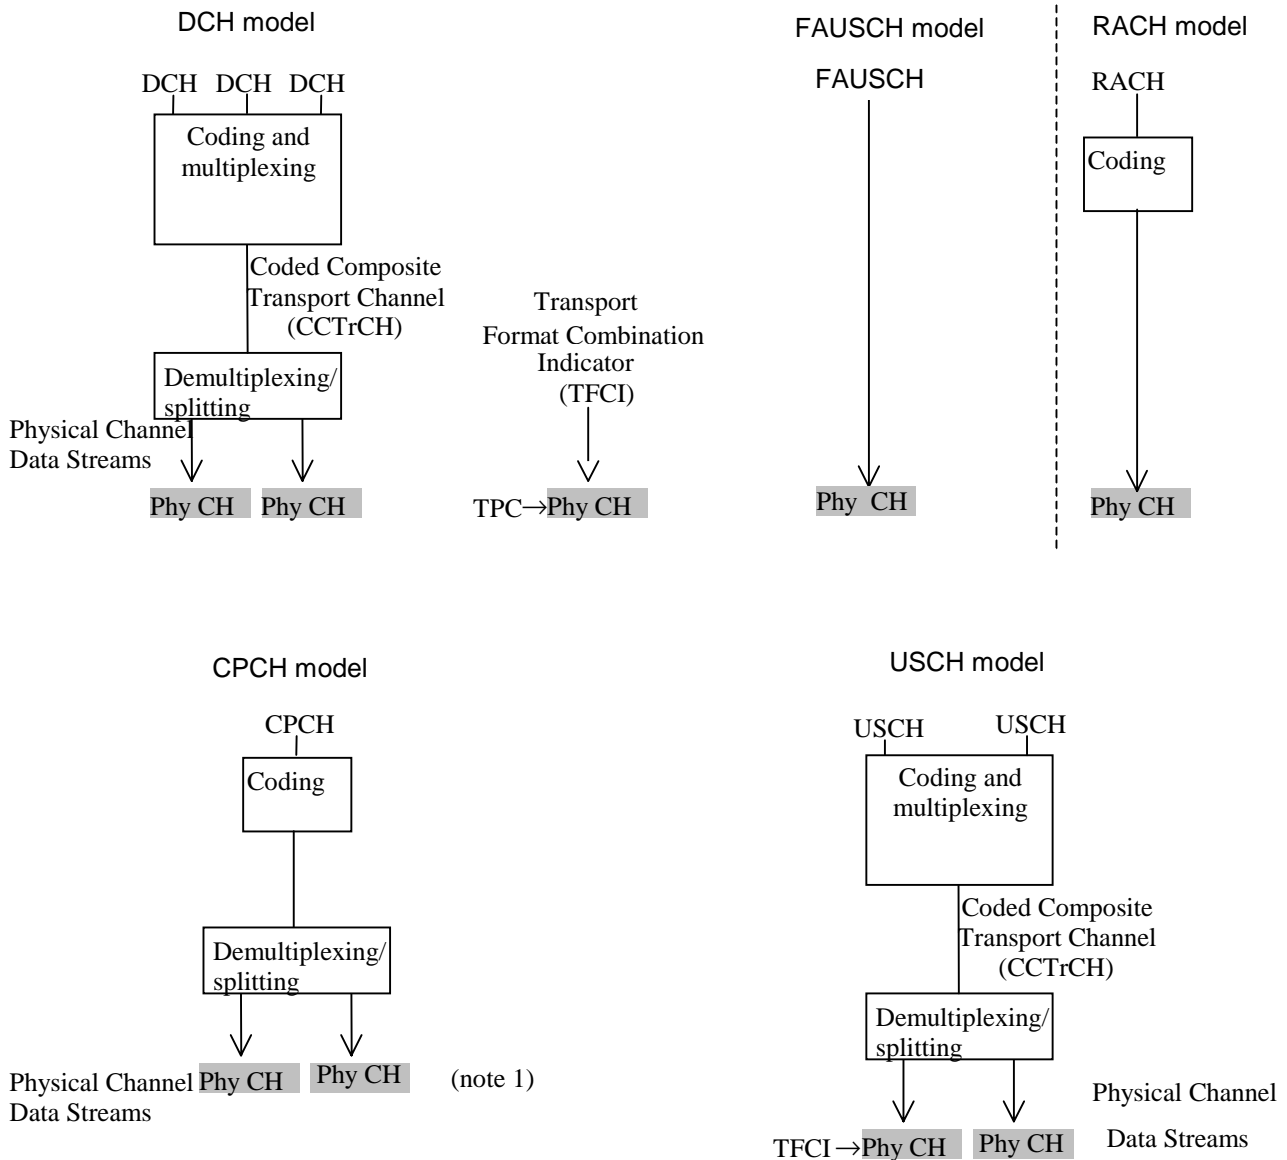 DCH model
DCH DCH DCH
Coding and
multiplexing
Coded Composite
Transport Channel
(CCTrCH)
Demultiplexing/
splitting
Physical Channel
Data Streams
Phy CH Phy CH
Transport
Format Combination
Indicator
(TFCI)
TPC→Phy CH
FAUSCH model
FAUSCH
Phy CH
RACH model
RACH
Coding
Phy CH
CPCH model
CPCH
Coding
Demultiplexing/
splitting
Physical Channel
Data Streams
Phy CH Phy CH (note 1)
USCH model
USCH USCH
Coding and
multiplexing
Coded Composite
Transport Channel
(CCTrCH)
Demultiplexing/
splitting
TFCI→Phy CH Phy CH
Physical Channel
Data Streams